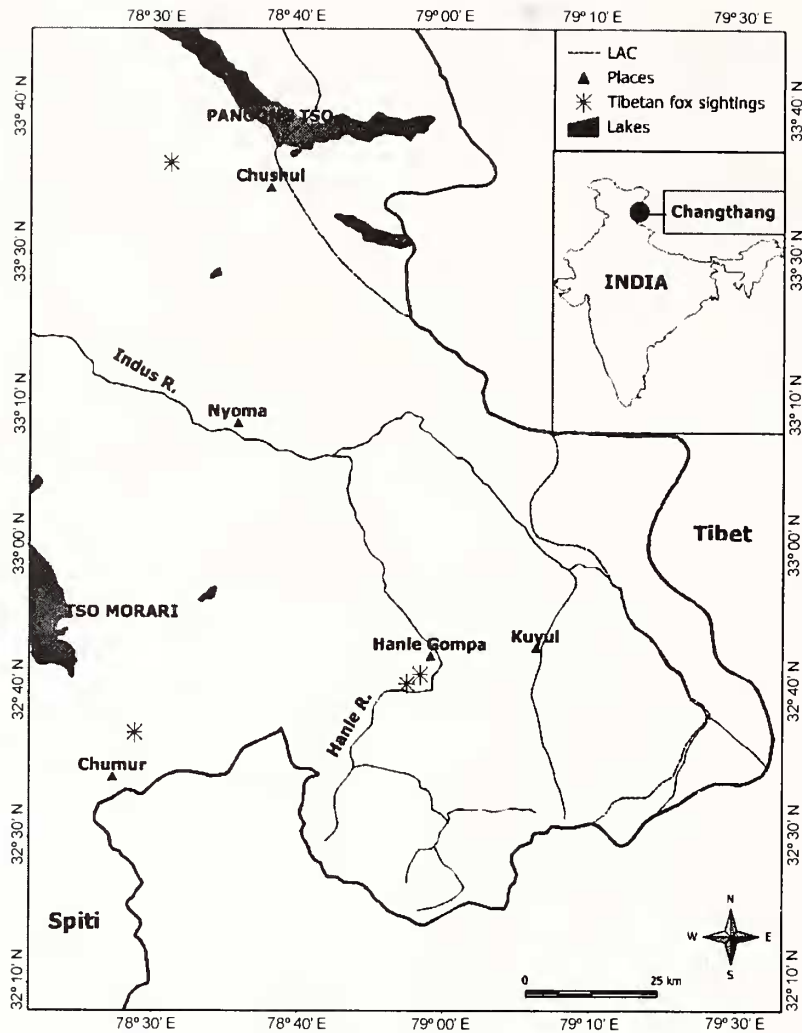 78° 30' E 78° 40' E 79° 00' E 79° 10' E 79° 30' E
LAC
Places
Tibetan fox sightings
Lakes
33° 40' N
33° 40' N
PANGONG TSO
Chushul
Changthang
INDIA
33° 30' N
33° 30' N
Indus R.
Nyoma
33° 10' N
33° 10' N
33° 00' N
33° 00' N
Tibet
TSO MORARI
Hanle Gompa
Kuyul
32° 40' N
32° 40' N
Hanle R.
Chumur
32° 30' N
32° 30' N
Spiti
N
W E
S
0 25 km
32° 10' N
32° 10' N
78° 30' E 78° 40' E 79° 00' E 79° 10' E 79° 30' E